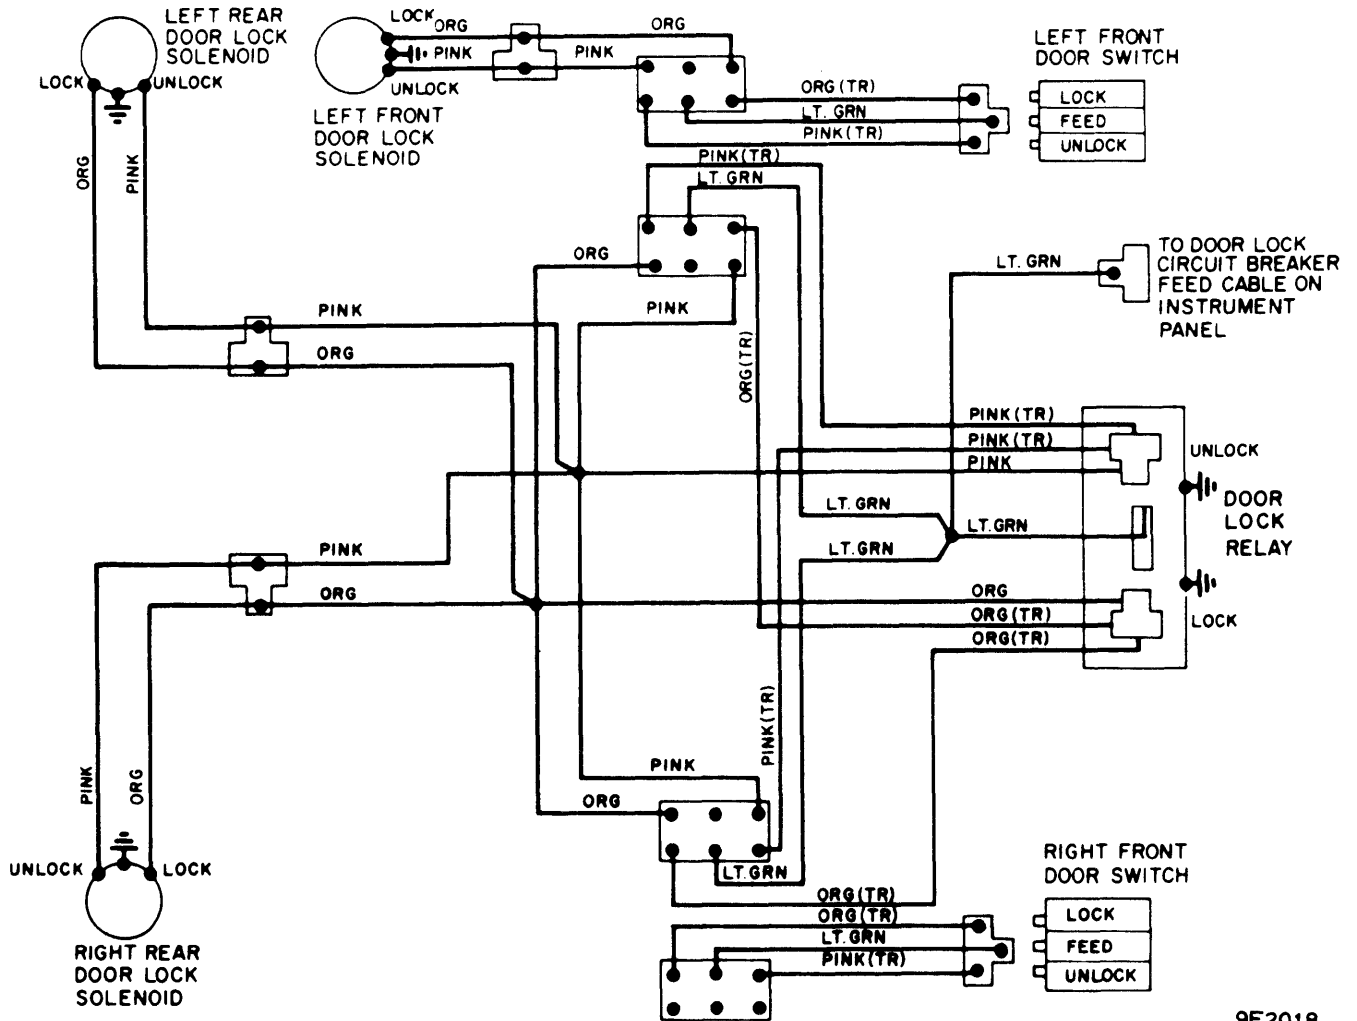 LEFT REAR
DOOR LOCK
SOLENOID
LOCK
UNLOCK
ORG
PINK
LOCK
ORG
PINK
UNLOCK
LEFT FRONT
DOOR LOCK
SOLENOID
ORG
PINK
ORG (TR)
LT. GRN
PINK (TR)
LEFT FRONT
DOOR SWITCH
LOCK
FEED
UNLOCK
PINK (TR)
LT. GRN
ORG
PINK
ORG (TR)
LT. GRN
TO DOOR LOCK
CIRCUIT BREAKER
FEED CABLE ON
INSTRUMENT
PANEL
PINK
ORG
PINK (TR)
PINK (TR)
PINK
UNLOCK
LT. GRN
LT. GRN
LT. GRN
DOOR
LOCK
RELAY
ORG
ORG (TR)
ORG (TR)
LOCK
PINK
ORG
PINK
ORG
UNLOCK
LOCK
RIGHT REAR
DOOR LOCK
SOLENOID
PINK
ORG
PINK (TR)
LT. GRN
ORG (TR)
ORG (TR)
LT. GRN
PINK (TR)
RIGHT FRONT
DOOR SWITCH
LOCK
FEED
UNLOCK